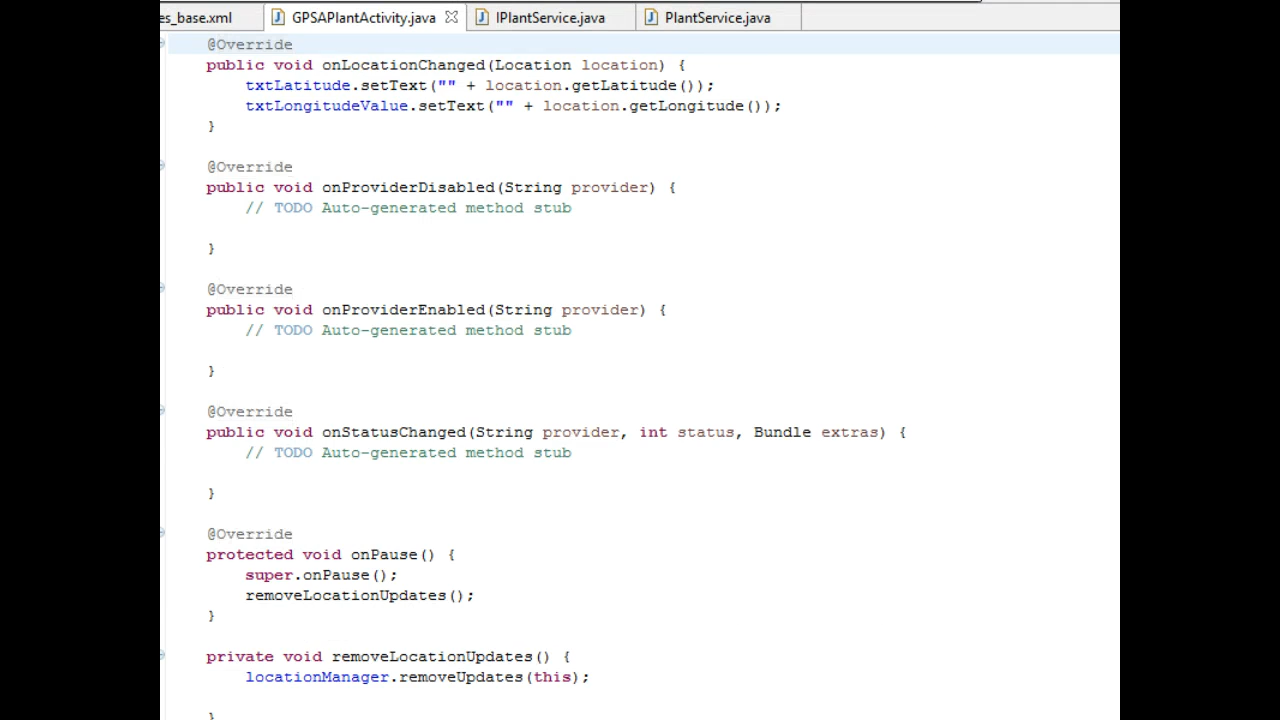 es_base.xml GPSAPlantActivity.java IPlantService.java PlantService.java
@Override
public void onLocationChanged(Location location) {
txtLatitude.setText("" + location.getLatitude());
txtLongitudeValue.setText("" + location.getLongitude());
}
@Override
public void onProviderDisabled(String provider) {
// TODO Auto-generated method stub
}
@Override
public void onProviderEnabled(String provider) {
// TODO Auto-generated method stub
}
@Override
public void onStatusChanged(String provider, int status, Bundle extras) {
// TODO Auto-generated method stub
}
@Override
protected void onPause() {
super.onPause();
removeLocationUpdates();
}
private void removeLocationUpdates() {
locationManager.removeUpdates(this);
}